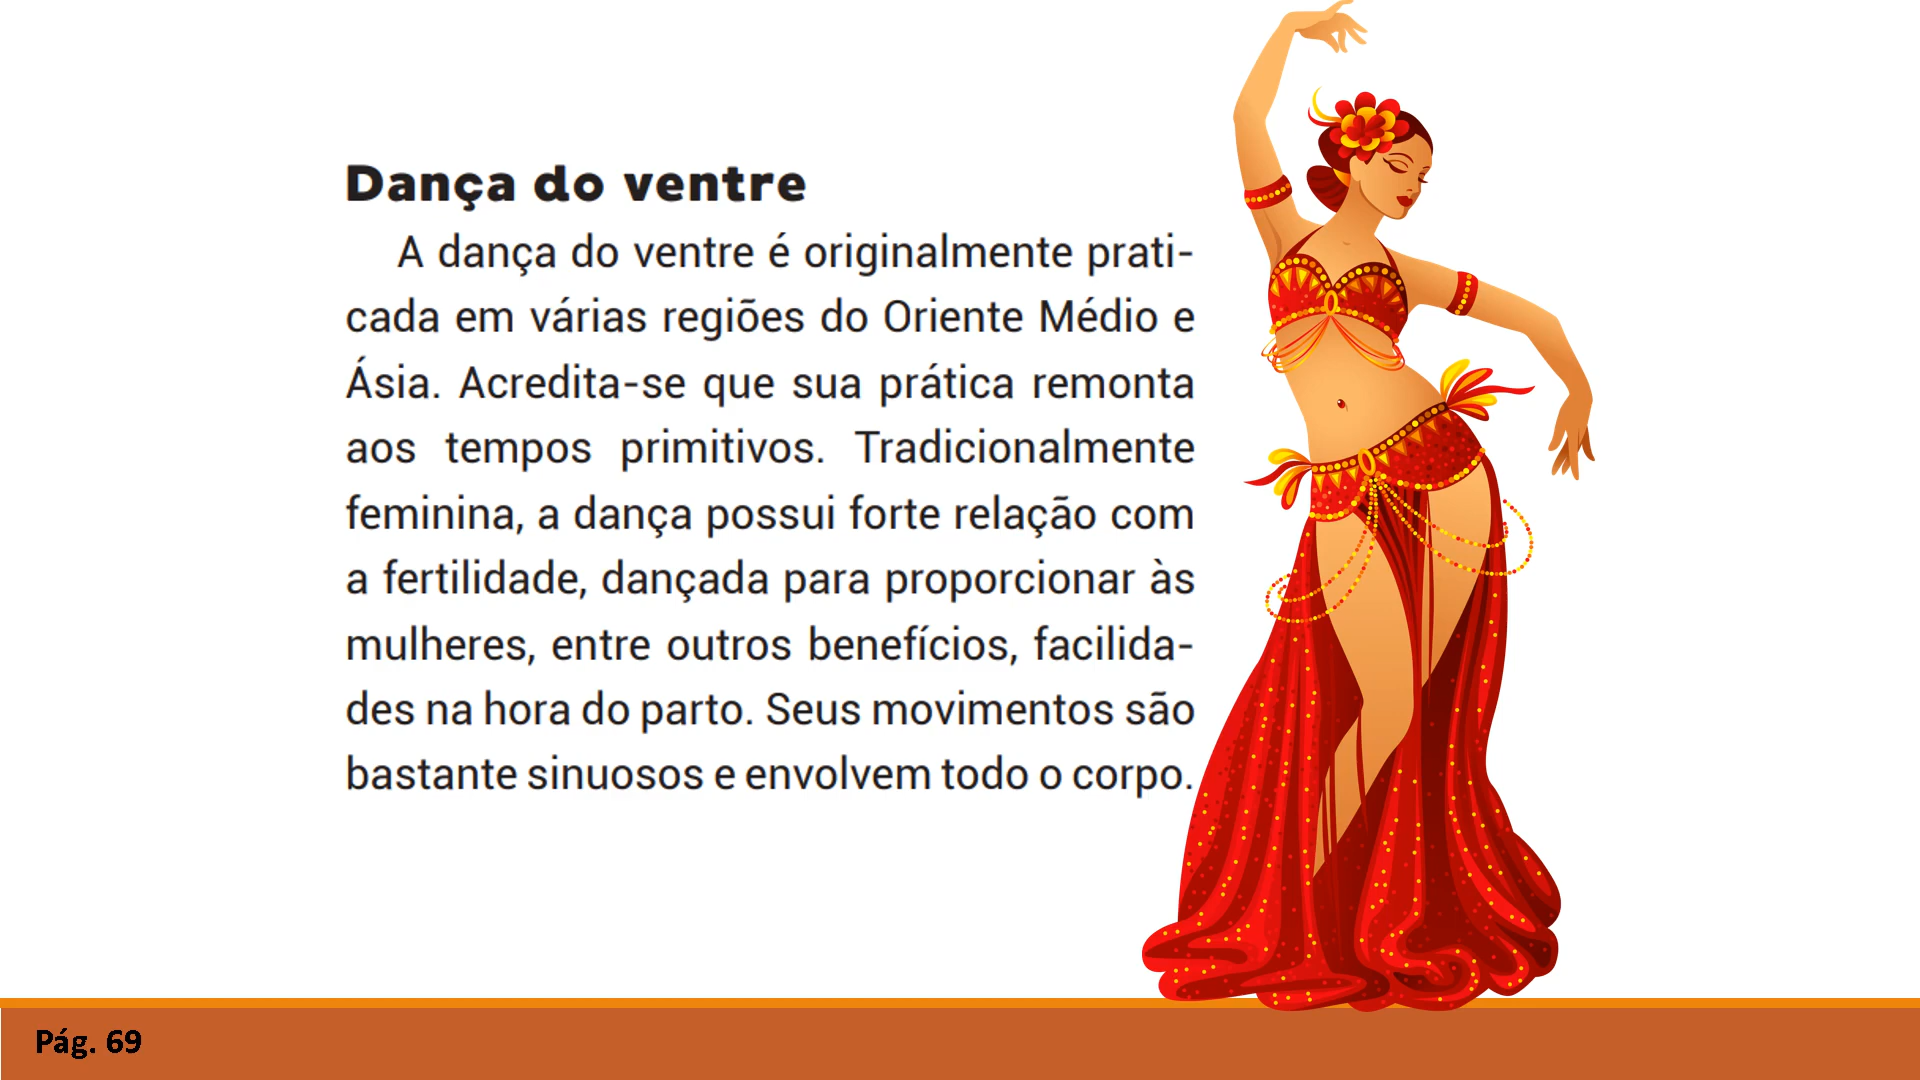 Dança do ventre
A dança do ventre é originalmente prati-
cada em várias regiões do Oriente Médio e
Ásia. Acredita-se que sua prática remonta
aos tempos primitivos. Tradicionalmente
feminina, a dança possui forte relação com
a fertilidade, dançada para proporcionar às
mulheres, entre outros benefícios, facilida-
des na hora do parto. Seus movimentos são
bastante sinuosos e envolvem todo o corpo.
Pág. 69